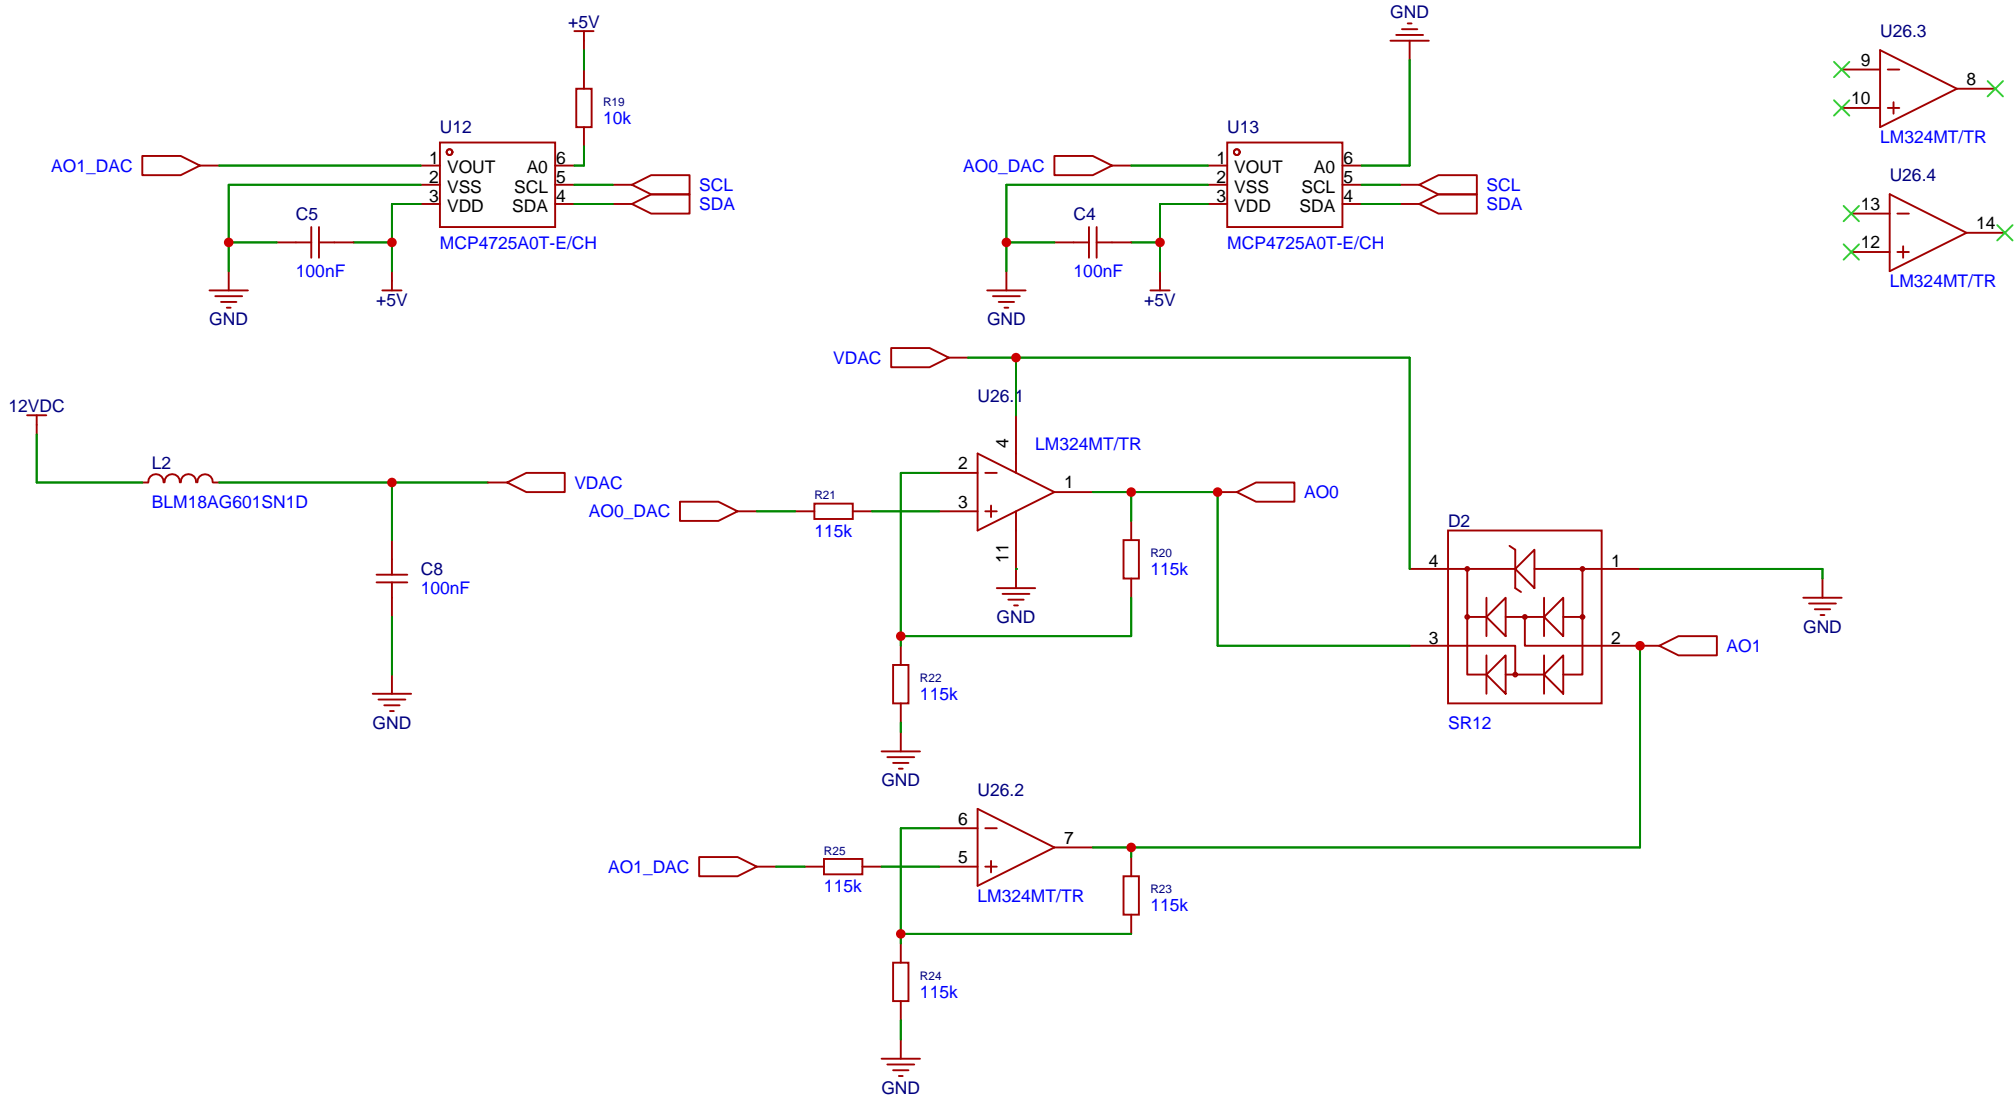 +5V
R19
10k
U12
AO1_DAC
1 VOUT A0 6
2 VSS SCL 5
3 VDD SDA 4
SCL
SDA
MCP4725A0T-E/CH
C5
100nF
GND
+5V
GND
U13
AO0_DAC
1 VOUT A0 6
2 VSS SCL 5
3 VDD SDA 4
SCL
SDA
MCP4725A0T-E/CH
C4
100nF
GND
+5V
U26.3
9
10
8
LM324MT/TR
U26.4
13
12
14
LM324MT/TR
12VDC
L2
BLM18AG601SN1D
VDAC
C8
100nF
GND
VDAC
U26.1
4
LM324MT/TR
2
3
1
11
GND
AO0_DAC
R21
115k
AO0
R20
115k
R22
115k
GND
D2
4
3
1
2
SR12
GND
AO1
U26.2
6
5
7
LM324MT/TR
AO1_DAC
R25
115k
R23
115k
R24
115k
GND